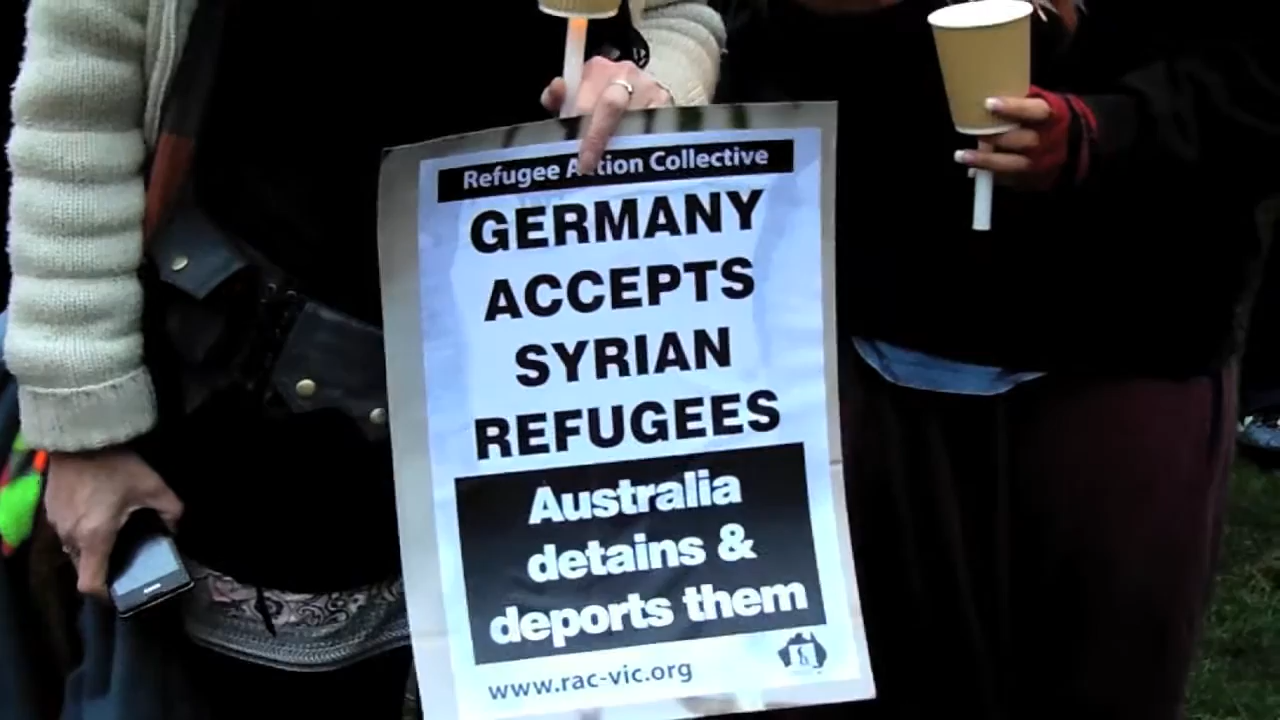 Refugee Action Collective
GERMANY
ACCEPTS
SYRIAN
REFUGEES
Australia
detains &
deports them
www.rac-vic.org